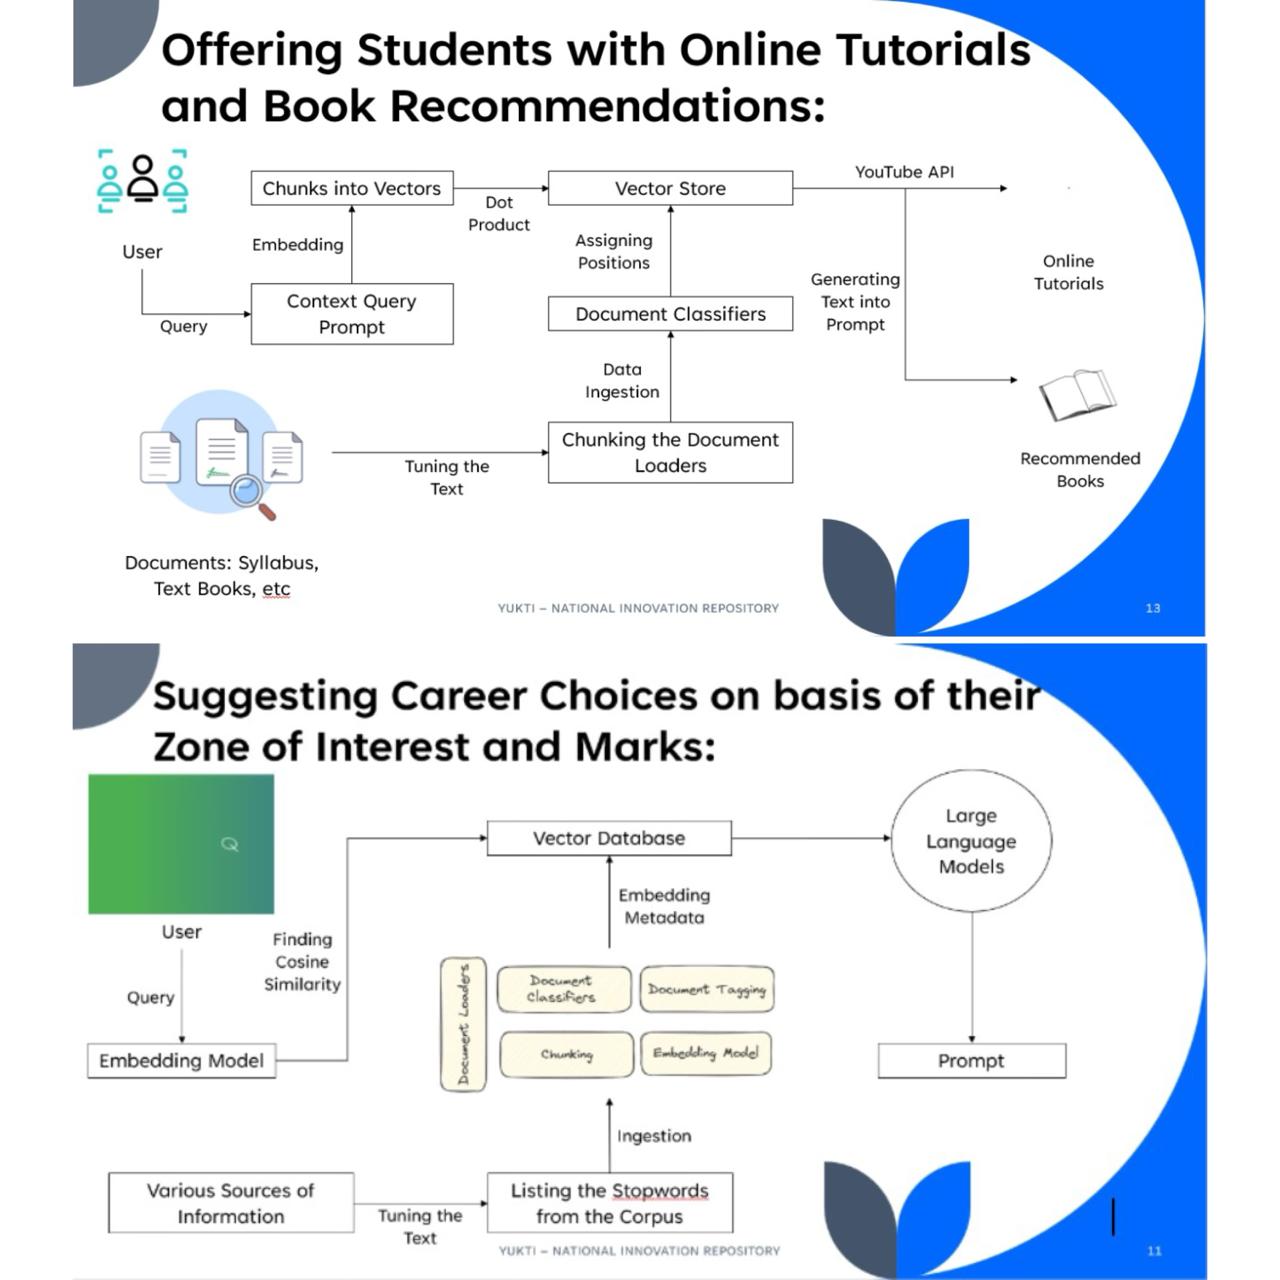 Offering Students with Online Tutorials
and Book Recommendations:
User
Query
Context Query
Prompt
Embedding
Chunks into Vectors
Dot
Product
Vector Store
Assigning
Positions
Document Classifiers
Data
Ingestion
Chunking the Document
Loaders
Tuning the
Text
Documents: Syllabus,
Text Books, etc
YouTube API
Generating
Text into
Prompt
Online
Tutorials
Recommended
Books
YUKTI – NATIONAL INNOVATION REPOSITORY
13
Suggesting Career Choices on basis of their
Zone of Interest and Marks:
User
Query
Embedding Model
Finding
Cosine
Similarity
Vector Database
Large
Language
Models
Embedding
Metadata
Document Loaders
Document
Classifiers
Document Tagging
Chunking
Embedding Model
Prompt
Ingestion
Various Sources of
Information
Tuning the
Text
Listing the Stopwords
from the Corpus
YUKTI – NATIONAL INNOVATION REPOSITORY
11